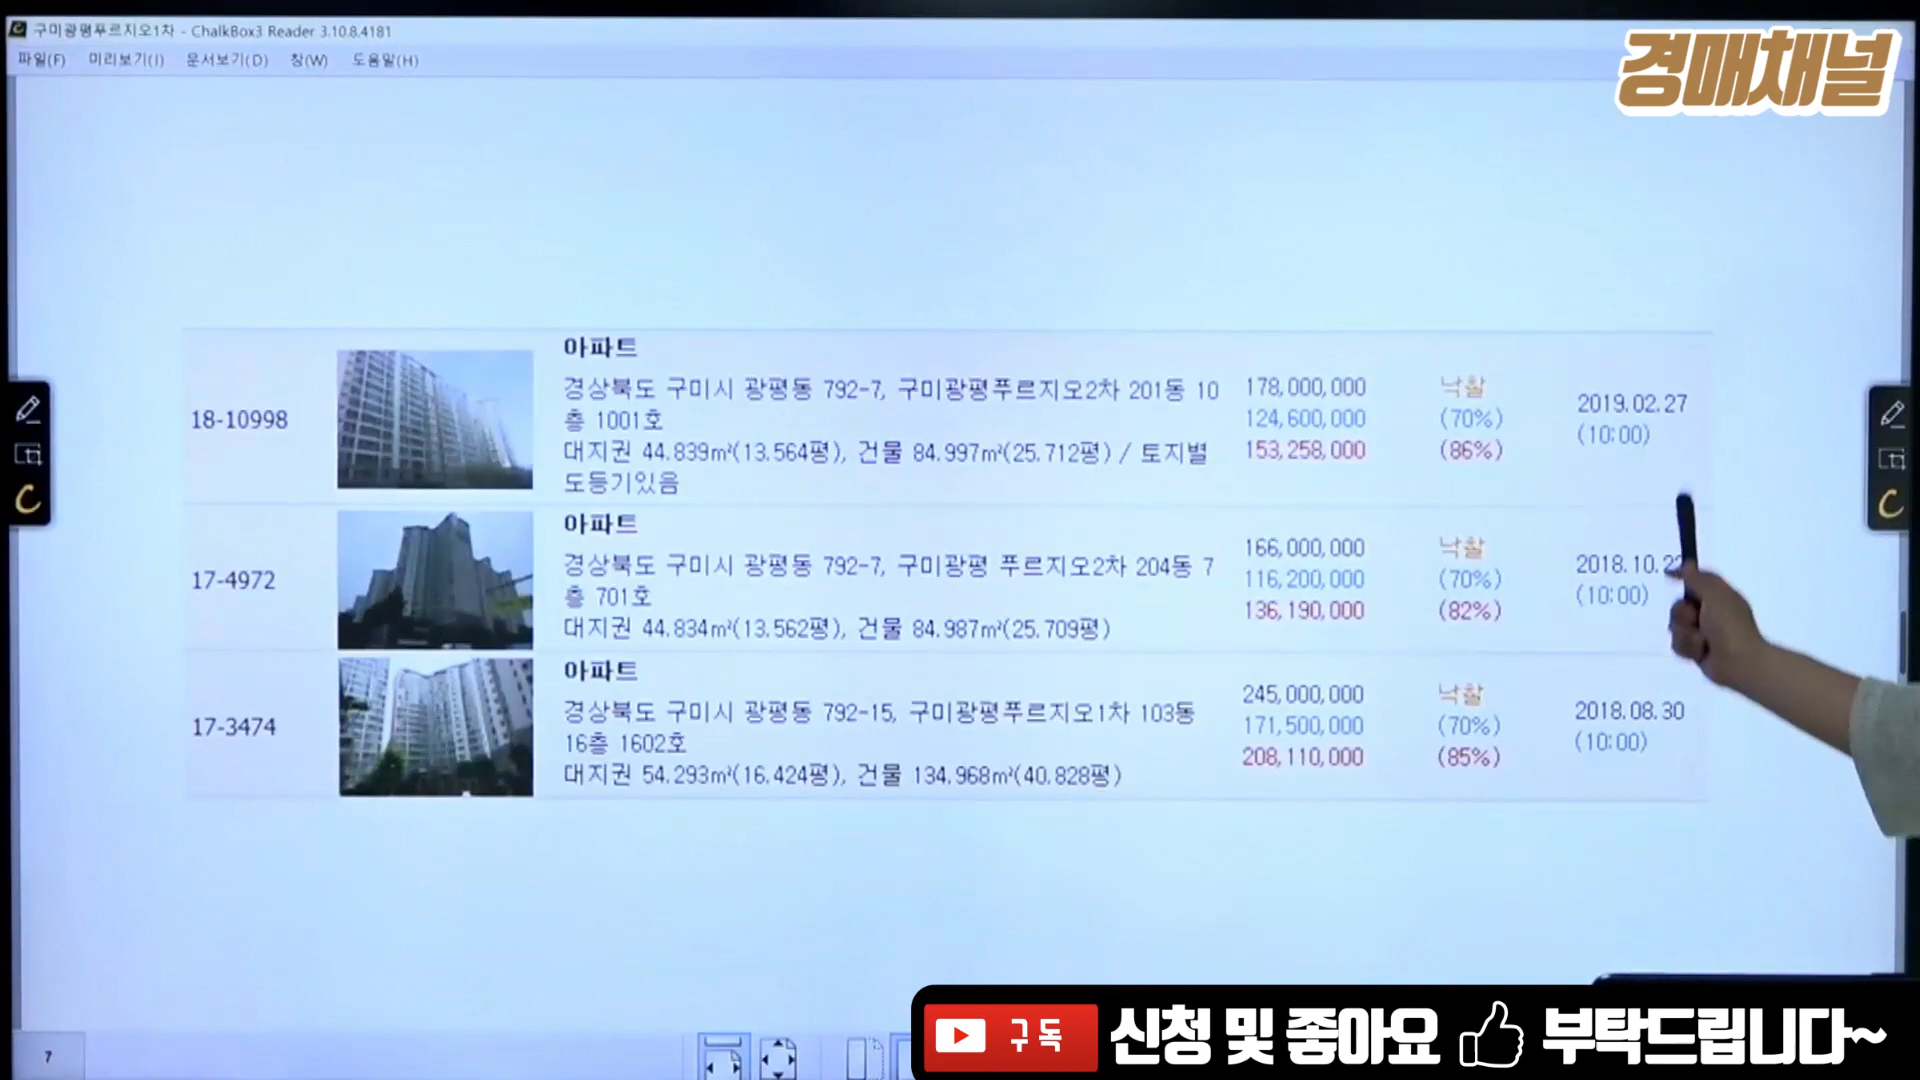 구미광평푸르지오1차 - ChalkBox3 Reader 3.10.8.4181
파일(F) 미리보기(I) 문서보기(D) 창(W) 도움말(H)
경매채널
18-10998
아파트
경상북도 구미시 광평동 792-7, 구미광평푸르지오2차 201동 10
층 1001호
대지권 44.839㎡(13.564평), 건물 84.997㎡(25.712평) / 토지별
도등기있음
178,000,000
124,600,000
153,258,000
낙찰
(70%)
(86%)
2019.02.27
(10:00)
17-4972
아파트
경상북도 구미시 광평동 792-7, 구미광평 푸르지오2차 204동 7
층 701호
대지권 44.834㎡(13.562평), 건물 84.987㎡(25.709평)
166,000,000
116,200,000
136,190,000
낙찰
(70%)
(82%)
2018.10.
(10:00)
17-3474
아파트
경상북도 구미시 광평동 792-15, 구미광평푸르지오1차 103동
16층 1602호
대지권 54.293㎡(16.424평), 건물 134.968㎡(40.828평)
245,000,000
171,500,000
208,110,000
낙찰
(70%)
(85%)
2018.08.30
(10:00)
7
구독 신청 및 좋아요 부탁드립니다~